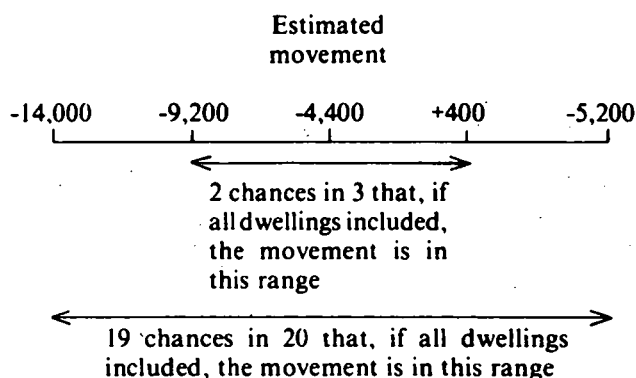 Estimated
movement
-14,000 -9,200 -4,400 +400 -5,200
2 chances in 3 that, if
all dwellings included,
the movement is in
this range
19 chances in 20 that, if all dwellings
included, the movement is in this range